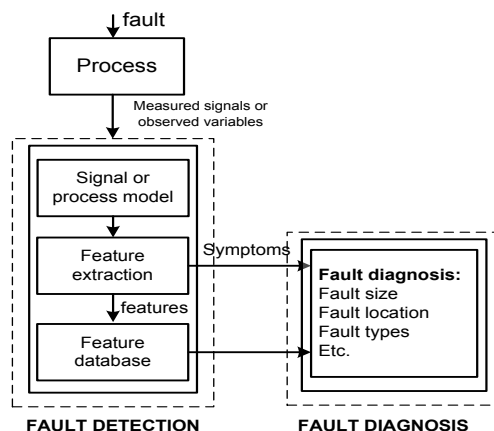 fault
Process
Measured signals or
observed variables
Signal or
process model
Feature
extraction
Symptoms
features
Feature
database
Fault diagnosis:
Fault size
Fault location
Fault types
Etc.
FAULT DETECTION
FAULT DIAGNOSIS